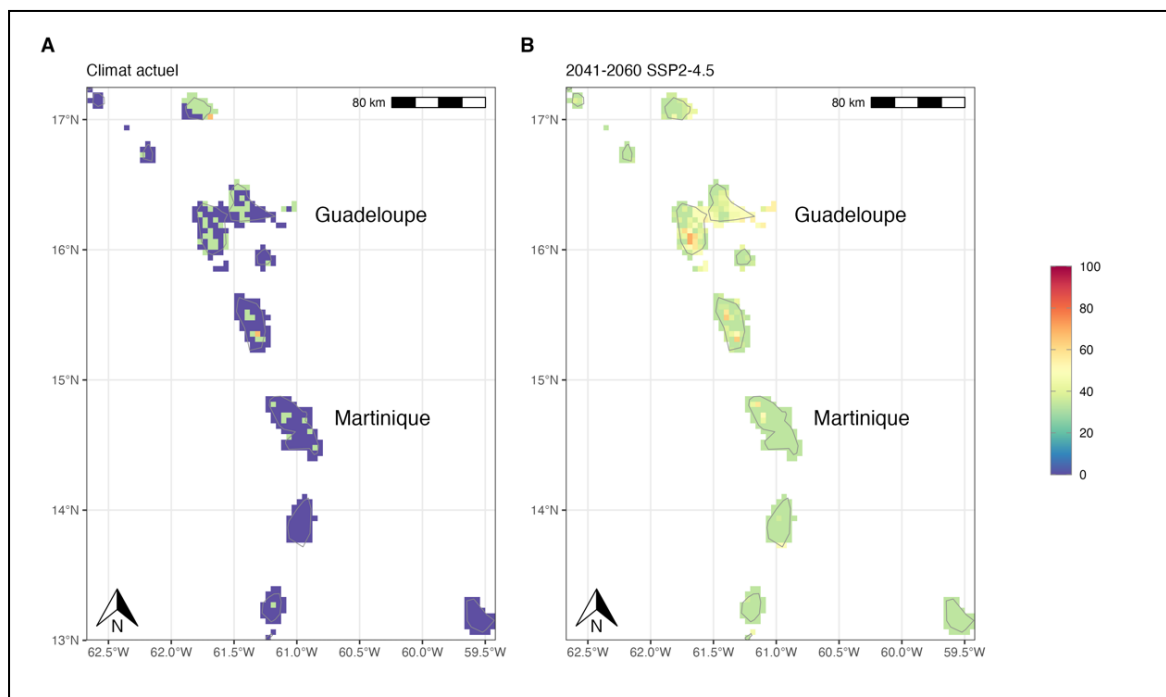 A
B
Climat actuel
2041-2060 SSP2-4.5
80 km
80 km
17°N
16°N
15°N
14°N
13°N
17°N
16°N
15°N
14°N
13°N
Guadeloupe
Guadeloupe
Martinique
Martinique
N
N
62.5°W 62.0°W 61.5°W 61.0°W 60.5°W 60.0°W 59.5°W
62.5°W 62.0°W 61.5°W 61.0°W 60.5°W 60.0°W 59.5°W
100
80
60
40
20
0